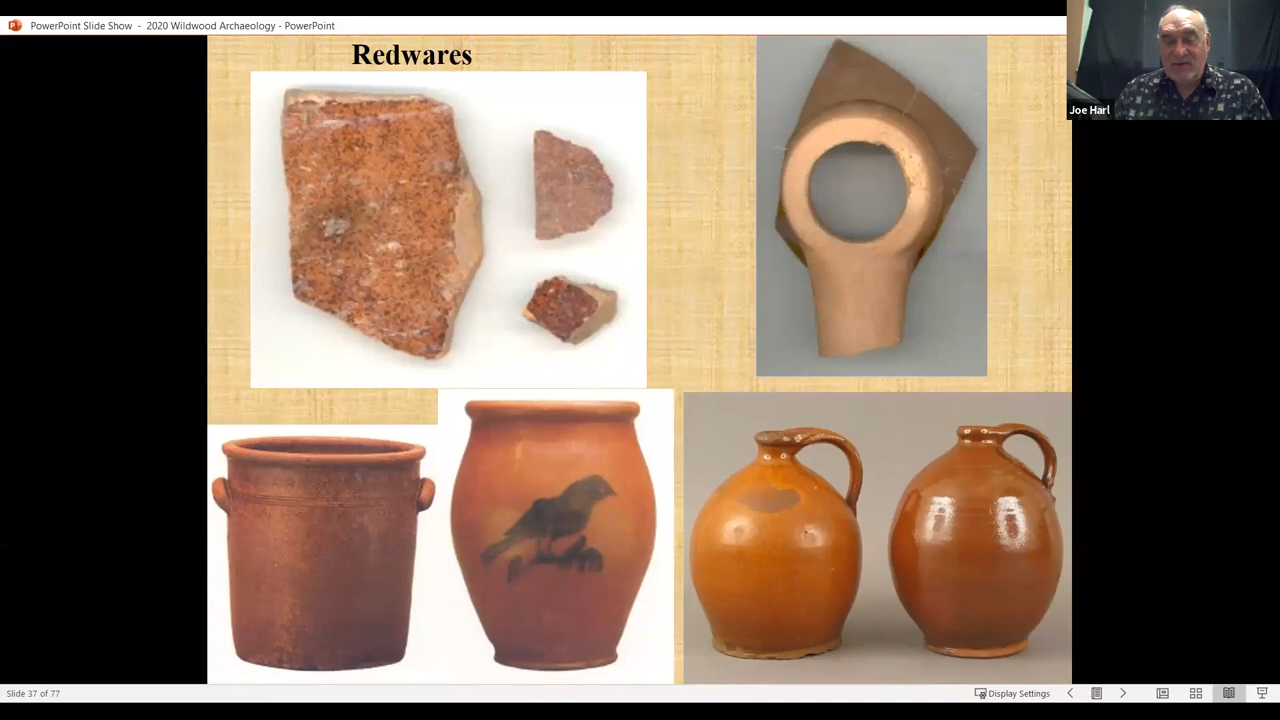 PowerPoint Slide Show - 2020 Wildwood Archaeology - PowerPoint
Joe Harl
Redwares
Slide 37 of 77
Display Settings